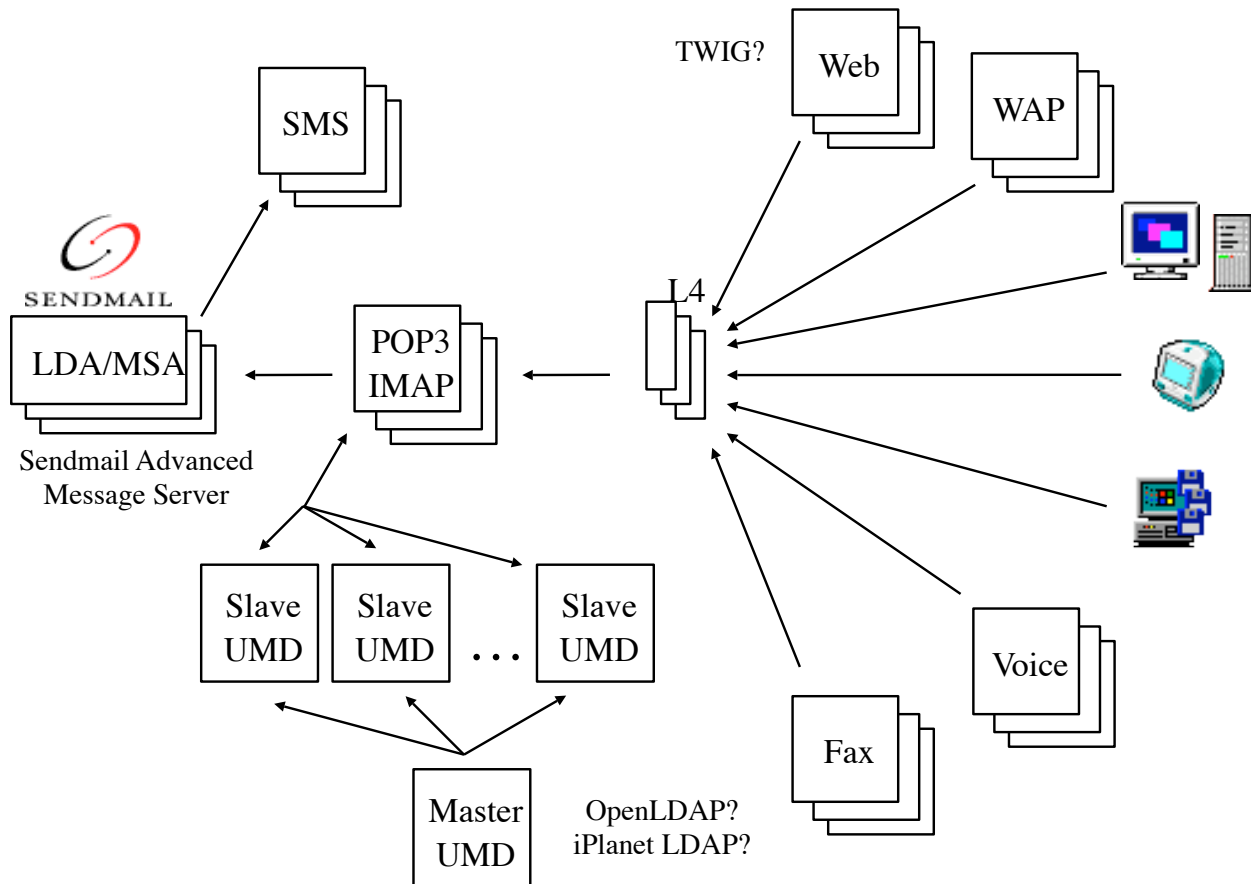 TWIG?
Web
WAP
SMS
SENDMAIL
L4
LDA/MSA
POP3
IMAP
Sendmail Advanced
Message Server
Slave
UMD
Slave
UMD
...
Slave
UMD
Voice
Fax
Master
UMD
OpenLDAP?
iPlanet LDAP?